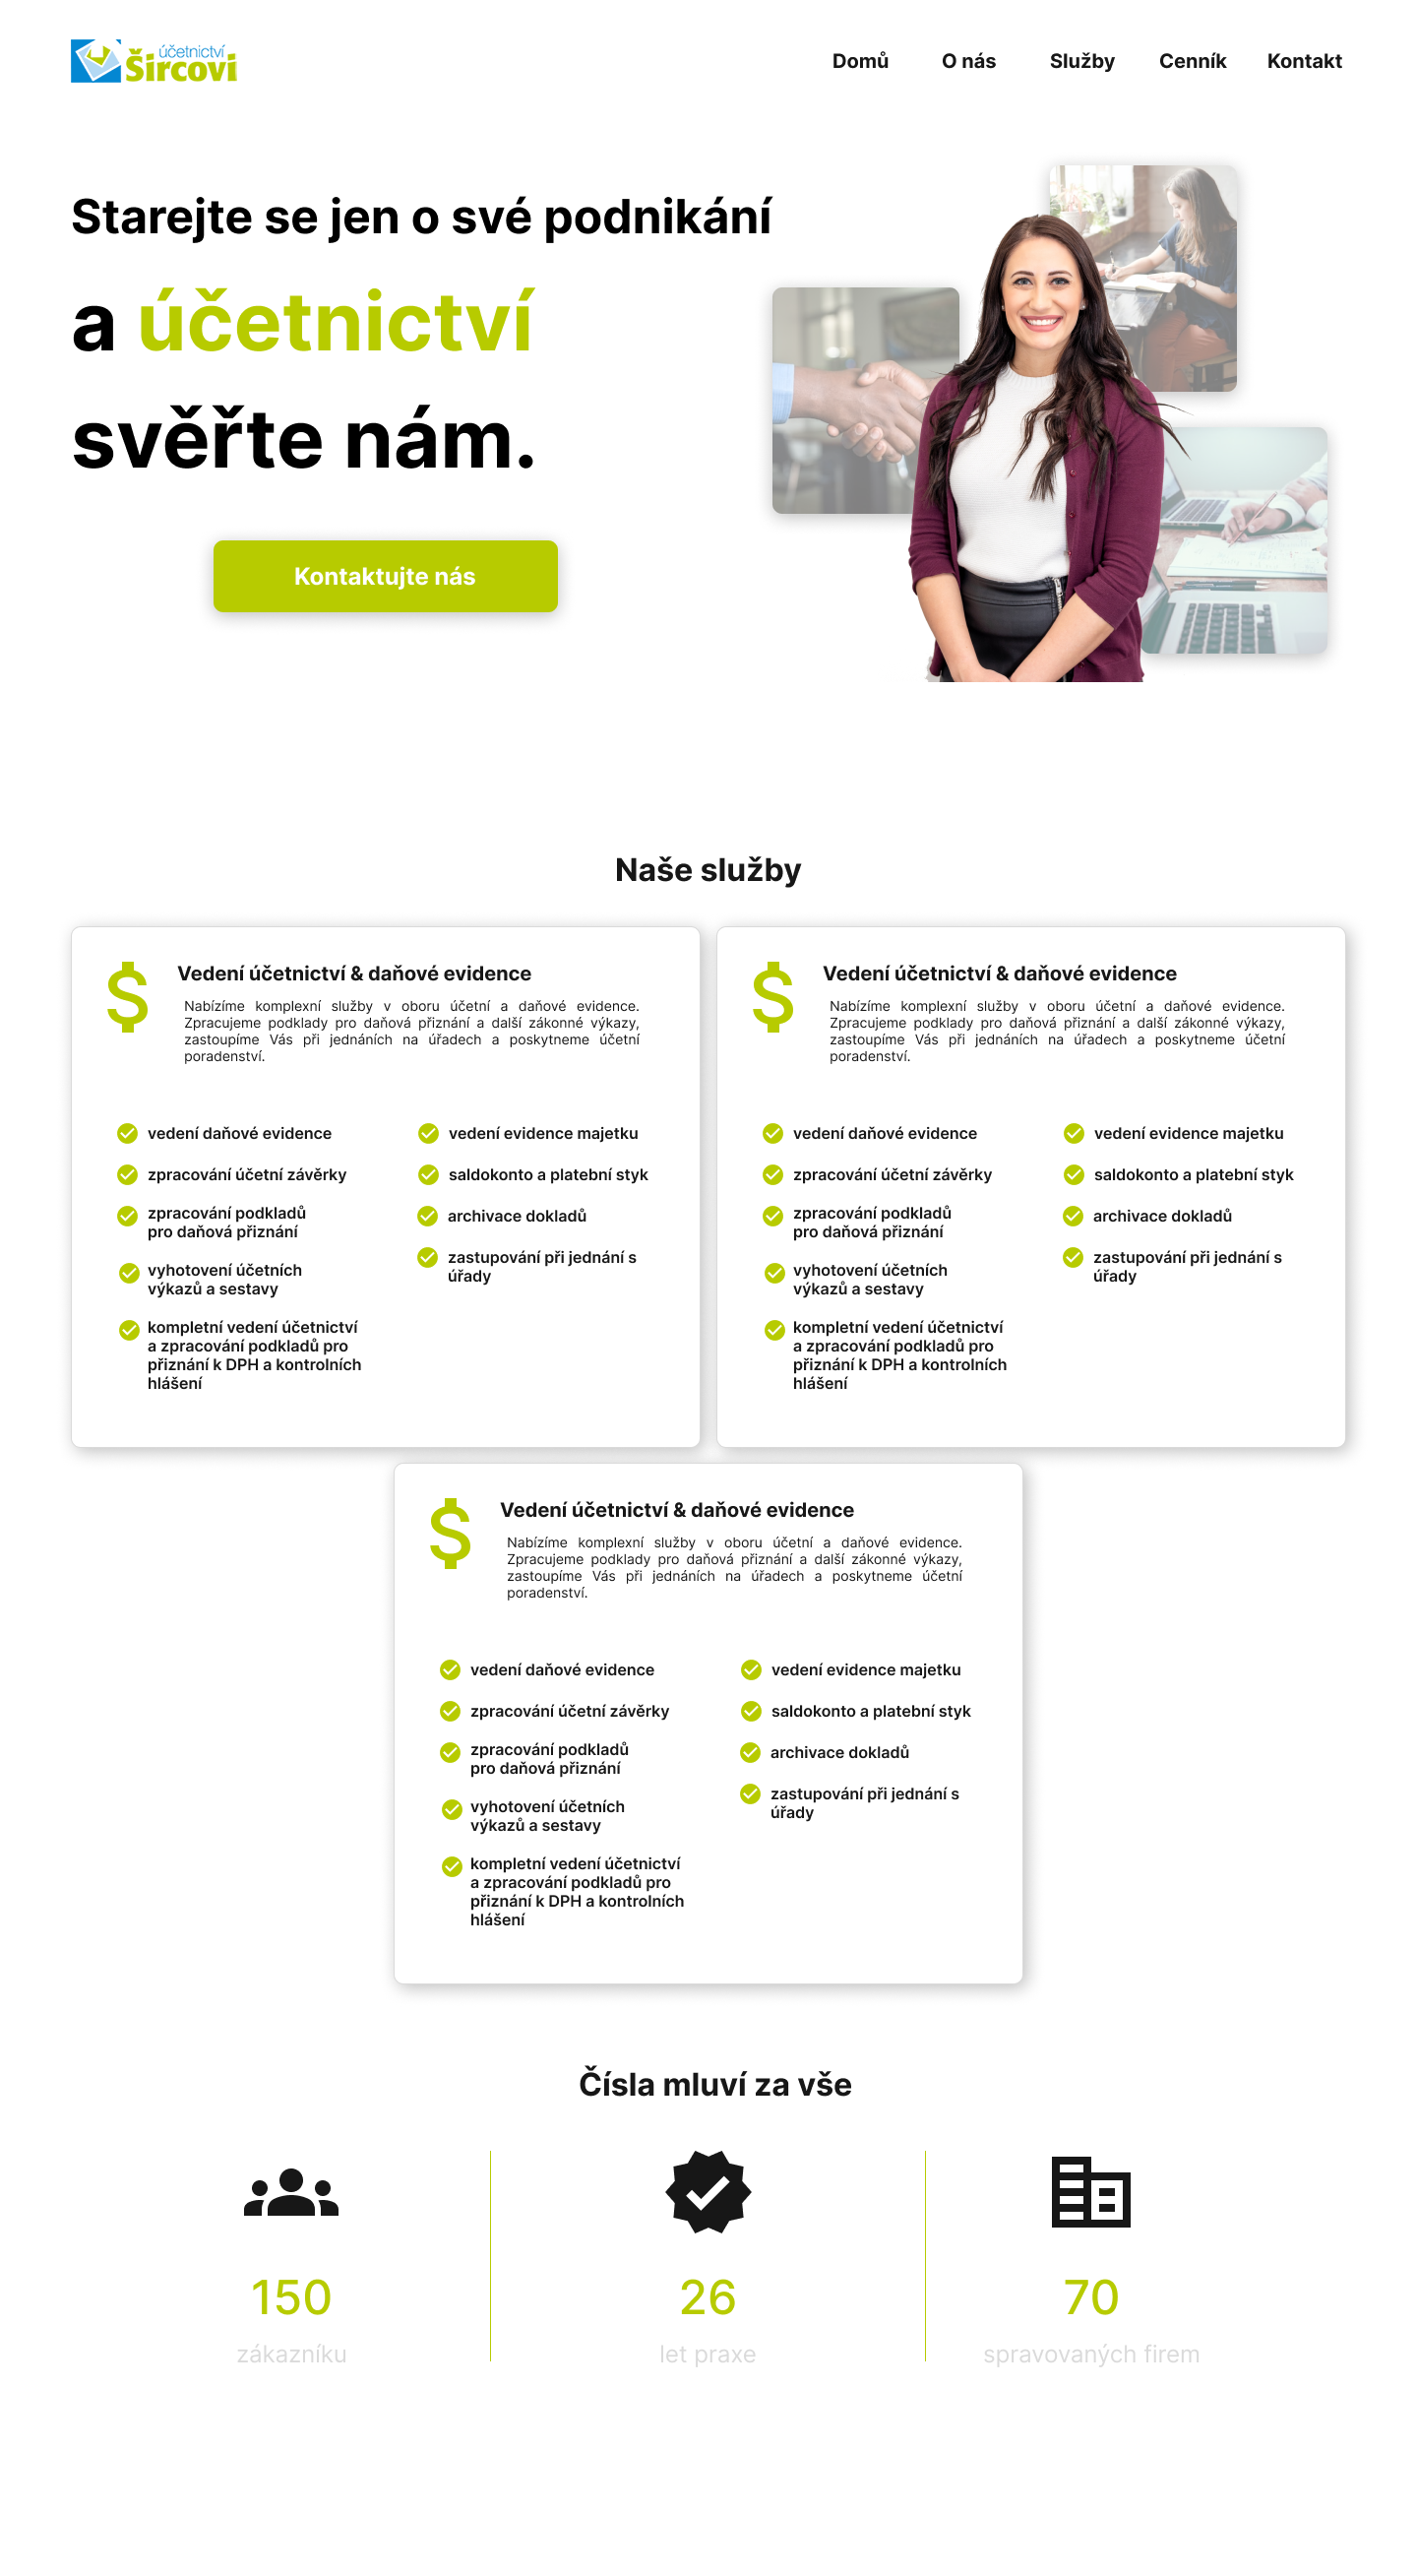 účetnictví
Šircovi
Domů
O nás
Služby
Cenník
Kontakt
Starejte se jen o své podnikání
a účetnictví
svěřte nám.
Kontaktujte nás
Naše služby
$
Vedení účetnictví & daňové evidence
Nabízíme komplexní služby v oboru účetní a daňové evidence.
Zpracujeme podklady pro daňová přiznání a další zákonné výkazy,
zastoupíme Vás při jednáních na úřadech a poskytneme účetní
poradenství.
vedení daňové evidence
zpracování účetní závěrky
zpracování podkladů
pro daňová přiznání
vyhotovení účetních
výkazů a sestavy
kompletní vedení účetnictví
a zpracování podkladů pro
přiznání k DPH a kontrolních
hlášení
vedení evidence majetku
saldokonto a platební styk
archivace dokladů
zastupování při jednání s
úřady
$
Vedení účetnictví & daňové evidence
Nabízíme komplexní služby v oboru účetní a daňové evidence.
Zpracujeme podklady pro daňová přiznání a další zákonné výkazy,
zastoupíme Vás při jednáních na úřadech a poskytneme účetní
poradenství.
vedení daňové evidence
zpracování účetní závěrky
zpracování podkladů
pro daňová přiznání
vyhotovení účetních
výkazů a sestavy
kompletní vedení účetnictví
a zpracování podkladů pro
přiznání k DPH a kontrolních
hlášení
vedení evidence majetku
saldokonto a platební styk
archivace dokladů
zastupování při jednání s
úřady
$
Vedení účetnictví & daňové evidence
Nabízíme komplexní služby v oboru účetní a daňové evidence.
Zpracujeme podklady pro daňová přiznání a další zákonné výkazy,
zastoupíme Vás při jednáních na úřadech a poskytneme účetní
poradenství.
vedení daňové evidence
zpracování účetní závěrky
zpracování podkladů
pro daňová přiznání
vyhotovení účetních
výkazů a sestavy
kompletní vedení účetnictví
a zpracování podkladů pro
přiznání k DPH a kontrolních
hlášení
vedení evidence majetku
saldokonto a platební styk
archivace dokladů
zastupování při jednání s
úřady
Čísla mluví za vše
150
zákazníku
26
let praxe
70
spravovaných firem